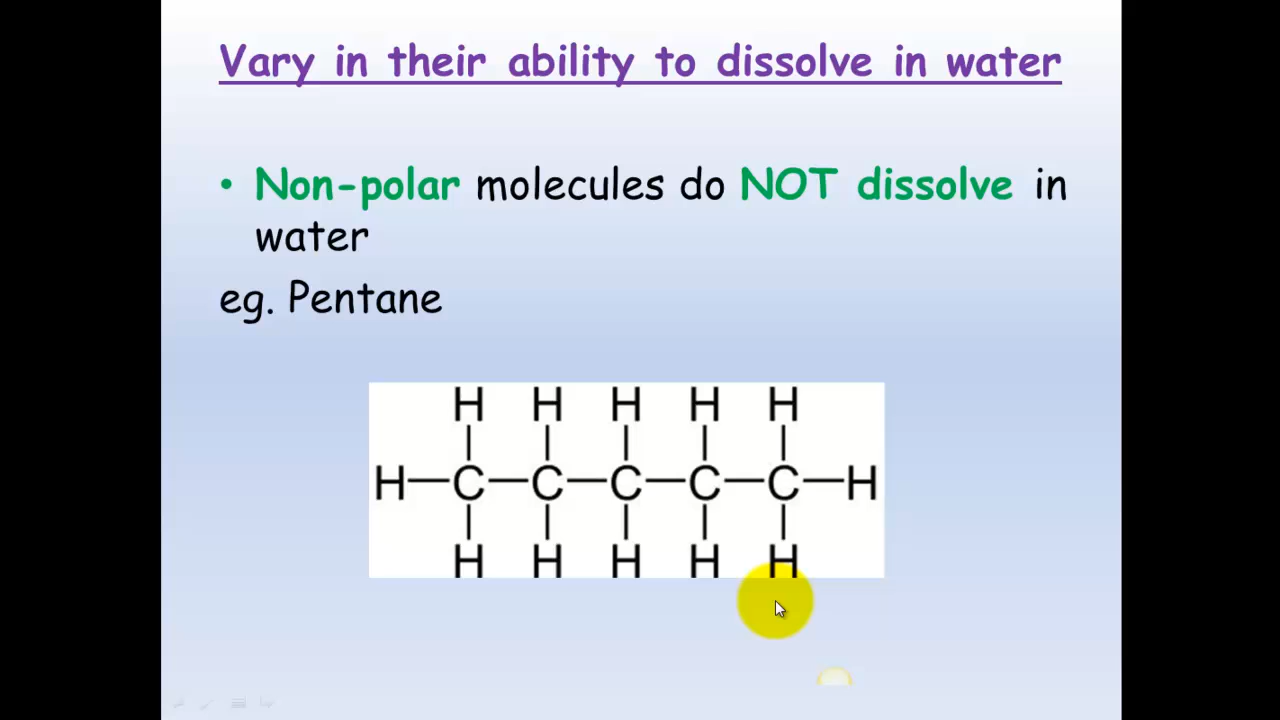 Vary in their ability to dissolve in water
• Non-polar molecules do NOT dissolve in
water
eg. Pentane
H H H H H
H—C—C—C—C—C—H
H H H H H